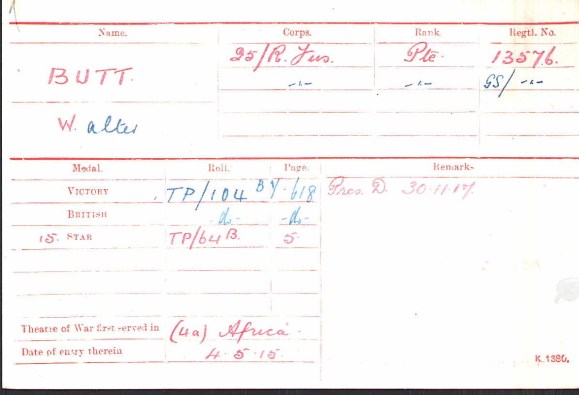 Name. Corps. Rank. Regtl. No.
BUTT. 25/R. Fus. Pte. 13576.
-"- -"- GS/ -"-
W. alter
Medal. Roll. Page. Remarks
VICTORY TP/104 B 618 Pres. D. 30.11.17.
BRITISH -do- -do-
15. STAR TP/64 B. 5.
Theatre of War first served in (4a) Africa.
Date of entry therein 4.5.15.
K. 1380.